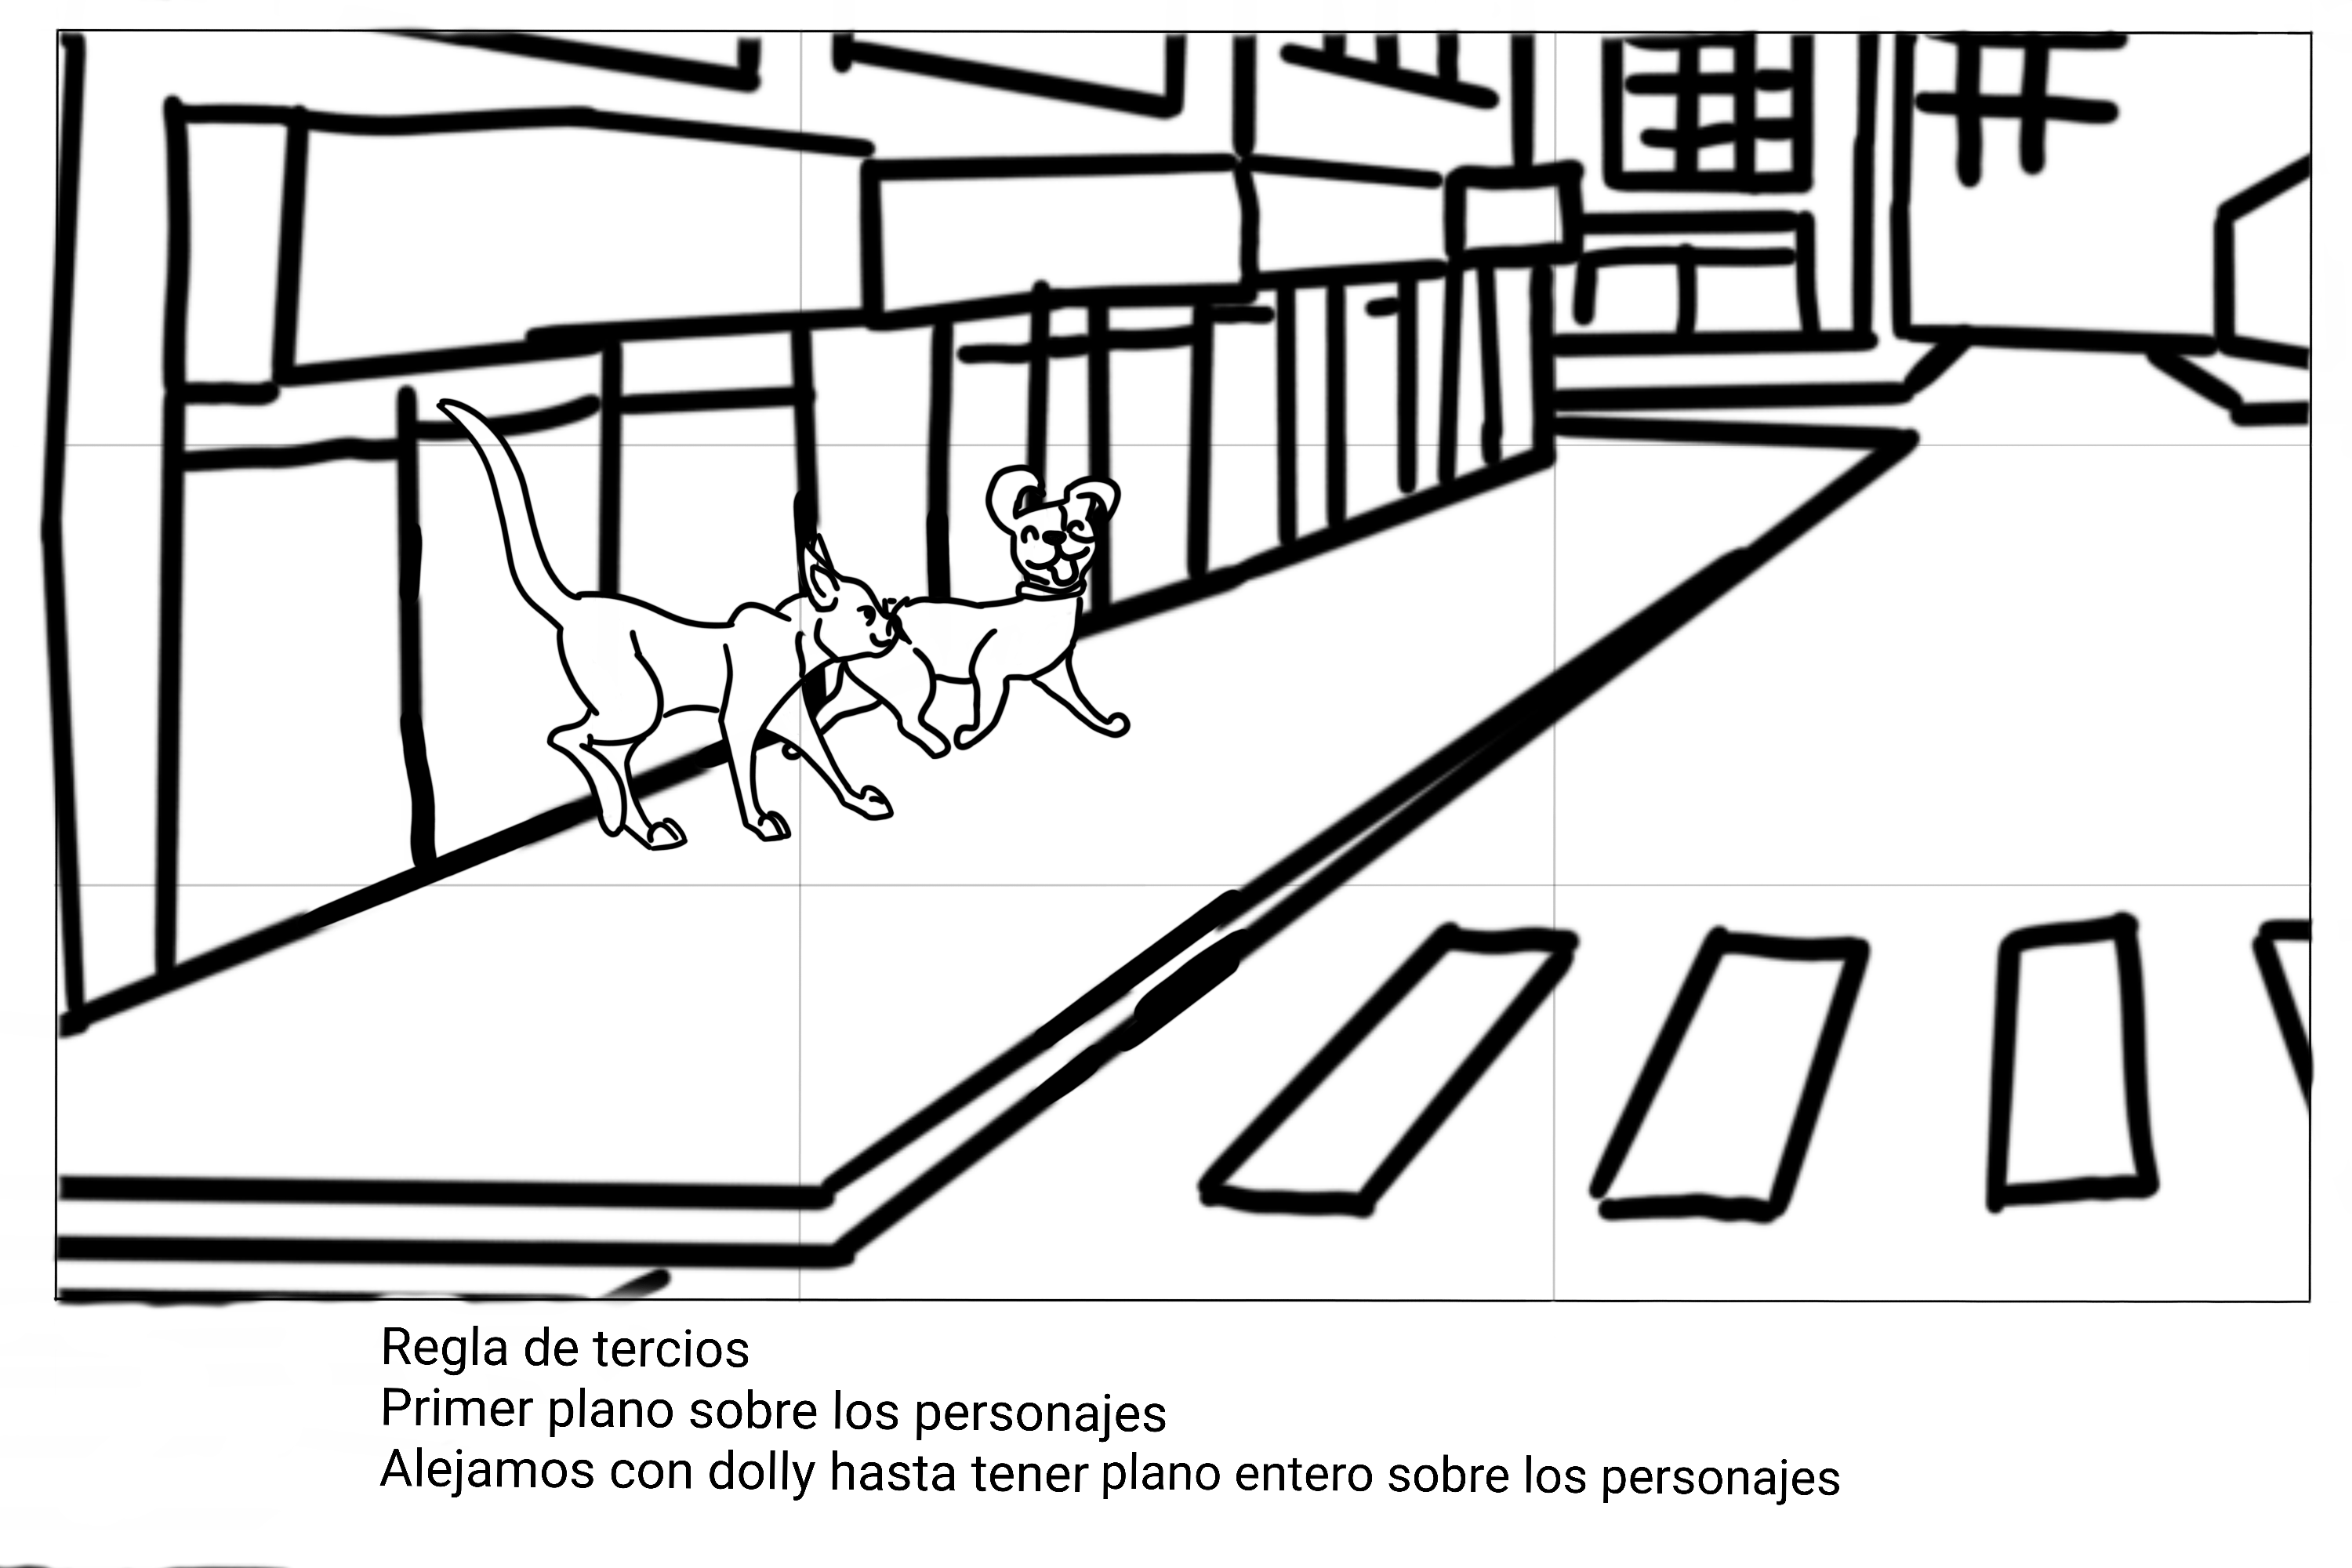 Regla de tercios
Primer plano sobre los personajes
Alejamos con dolly hasta tener plano entero sobre los personajes